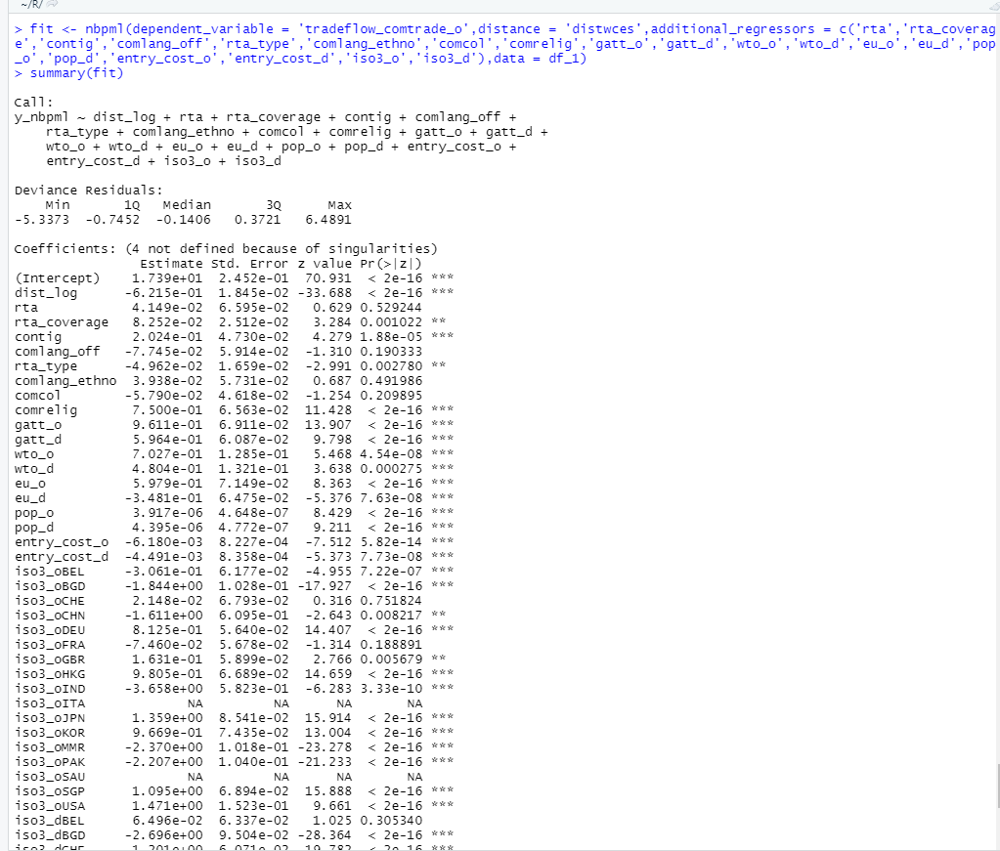 ~/R/
> fit <- nbpml(dependent_variable = 'tradeflow_comtrade_o',distance = 'distwces',additional_regressors = c('rta','rta_coverag
e','contig','comlang_off','rta_type','comlang_ethno','comcol','comrelig','gatt_o','gatt_d','wto_o','wto_d','eu_o','eu_d','pop
_o','pop_d','entry_cost_o','entry_cost_d','iso3_o','iso3_d'),data = df_1)
> summary(fit)
Call:
y_nbpml ~ dist_log + rta + rta_coverage + contig + comlang_off +
    rta_type + comlang_ethno + comcol + comrelig + gatt_o + gatt_d +
    wto_o + wto_d + eu_o + eu_d + pop_o + pop_d + entry_cost_o +
    entry_cost_d + iso3_o + iso3_d
Deviance Residuals:
    Min       1Q   Median       3Q      Max
-5.3373  -0.7452  -0.1406   0.3721   6.4891
Coefficients: (4 not defined because of singularities)
                Estimate Std. Error z value Pr(>|z|)
(Intercept)    1.739e+01  2.452e-01  70.931  < 2e-16 ***
dist_log      -6.215e-01  1.845e-02 -33.688  < 2e-16 ***
rta            4.149e-02  6.595e-02   0.629 0.529244
rta_coverage   8.252e-02  2.512e-02   3.284 0.001022 **
contig         2.024e-01  4.730e-02   4.279 1.88e-05 ***
comlang_off   -7.745e-02  5.914e-02  -1.310 0.190333
rta_type      -4.962e-02  1.659e-02  -2.991 0.002780 **
comlang_ethno  3.938e-02  5.731e-02   0.687 0.491986
comcol        -5.790e-02  4.618e-02  -1.254 0.209895
comrelig       7.500e-01  6.563e-02  11.428  < 2e-16 ***
gatt_o         9.611e-01  6.911e-02  13.907  < 2e-16 ***
gatt_d         5.964e-01  6.087e-02   9.798  < 2e-16 ***
wto_o          7.027e-01  1.285e-01   5.468 4.54e-08 ***
wto_d          4.804e-01  1.321e-01   3.638 0.000275 ***
eu_o           5.979e-01  7.149e-02   8.363  < 2e-16 ***
eu_d          -3.481e-01  6.475e-02  -5.376 7.63e-08 ***
pop_o          3.917e-06  4.648e-07   8.429  < 2e-16 ***
pop_d          4.395e-06  4.772e-07   9.211  < 2e-16 ***
entry_cost_o  -6.180e-03  8.227e-04  -7.512 5.82e-14 ***
entry_cost_d  -4.491e-03  8.358e-04  -5.373 7.73e-08 ***
iso3_oBEL     -3.061e-01  6.177e-02  -4.955 7.22e-07 ***
iso3_oBGD     -1.844e+00  1.028e-01 -17.927  < 2e-16 ***
iso3_oCHE      2.148e-02  6.793e-02   0.316 0.751824
iso3_oCHN     -1.611e+00  6.095e-01  -2.643 0.008217 **
iso3_oDEU      8.125e-01  5.640e-02  14.407  < 2e-16 ***
iso3_oFRA     -7.460e-02  5.678e-02  -1.314 0.188891
iso3_oGBR      1.631e-01  5.899e-02   2.766 0.005679 **
iso3_oHKG      9.805e-01  6.689e-02  14.659  < 2e-16 ***
iso3_oIND     -3.658e+00  5.823e-01  -6.283 3.33e-10 ***
iso3_oITA             NA         NA      NA       NA
iso3_oJPN      1.359e+00  8.541e-02  15.914  < 2e-16 ***
iso3_oKOR      9.669e-01  7.435e-02  13.004  < 2e-16 ***
iso3_oMMR     -2.370e+00  1.018e-01 -23.278  < 2e-16 ***
iso3_oPAK     -2.207e+00  1.040e-01 -21.233  < 2e-16 ***
iso3_oSAU             NA         NA      NA       NA
iso3_oSGP      1.095e+00  6.894e-02  15.888  < 2e-16 ***
iso3_oUSA      1.471e+00  1.523e-01   9.661  < 2e-16 ***
iso3_dBEL      6.496e-02  6.337e-02   1.025 0.305340
iso3_dBGD     -2.696e+00  9.504e-02 -28.364  < 2e-16 ***